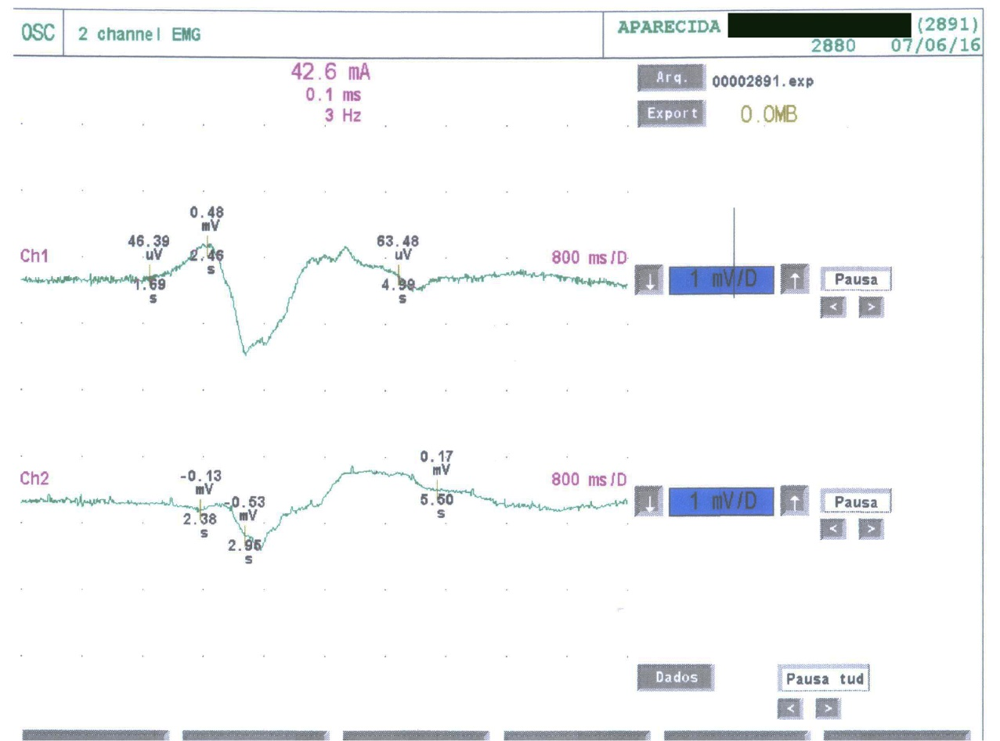 OSC 2 channel EMG APARECIDA (2891)
2880 07/06/16
42.6 mA
0.1 ms
3 Hz
Arq. 00002891.exp
Export 0.0MB
Ch1
46.39
uV
1.69
s
0.48
mV
2.46
s
63.48
uV
4.99
s
800 ms/D
↓ 1 mV/D ↑ Pausa
< >
Ch2
-0.13
mV
2.38
s
-0.53
mV
2.95
s
0.17
mV
5.50
s
800 ms/D
↓ 1 mV/D ↑ Pausa
< >
Dados Pausa tud
< >